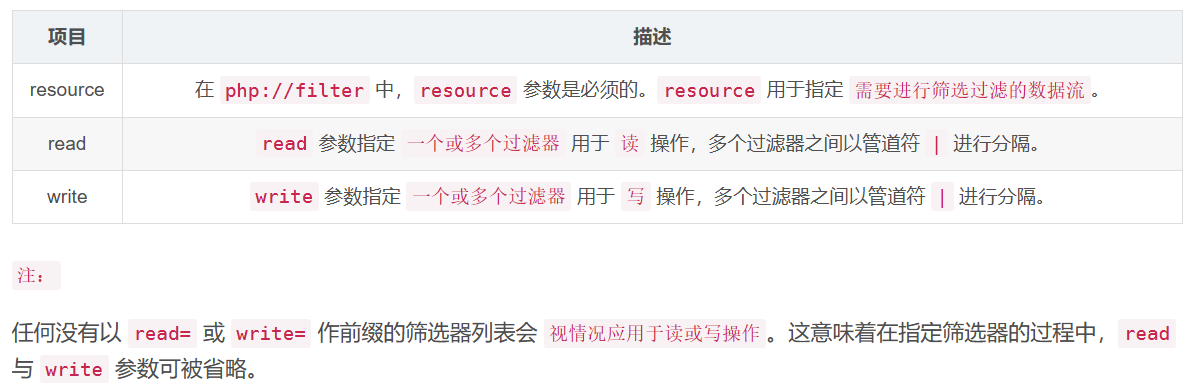 项目 描述
resource 在 php://filter 中，resource 参数是必须的。resource 用于指定 需要进行筛选过滤的数据流。
read read 参数指定 一个或多个过滤器 用于 读 操作，多个过滤器之间以管道符 | 进行分隔。
write write 参数指定 一个或多个过滤器 用于 写 操作，多个过滤器之间以管道符 | 进行分隔。
注：
任何没有以 read= 或 write= 作前缀的筛选器列表会 视情况应用于读或写操作。这意味着在指定筛选器的过程中，read
与 write 参数可被省略。